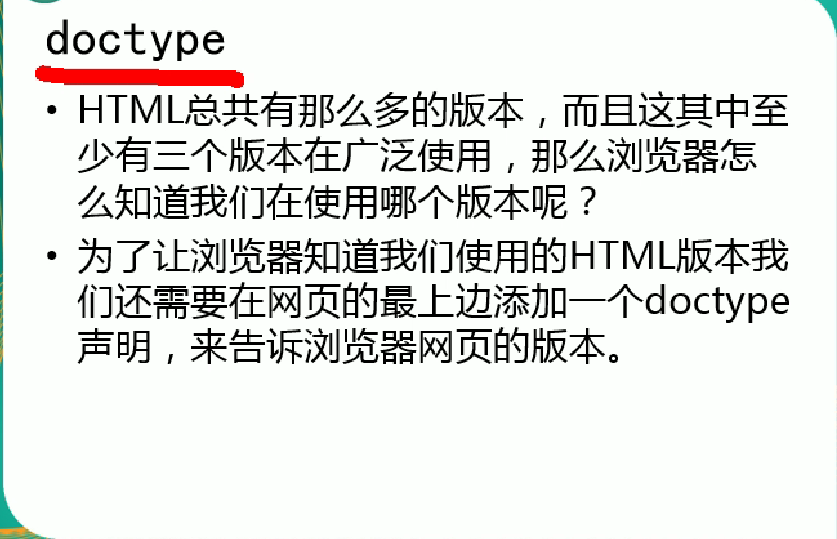 doctype
• HTML总共有那么多的版本，而且这其中至
少有三个版本在广泛使用，那么浏览器怎
么知道我们在使用哪个版本呢？
• 为了让浏览器知道我们使用的HTML版本我
们还需要在网页的最上边添加一个doctype
声明，来告诉浏览器网页的版本。